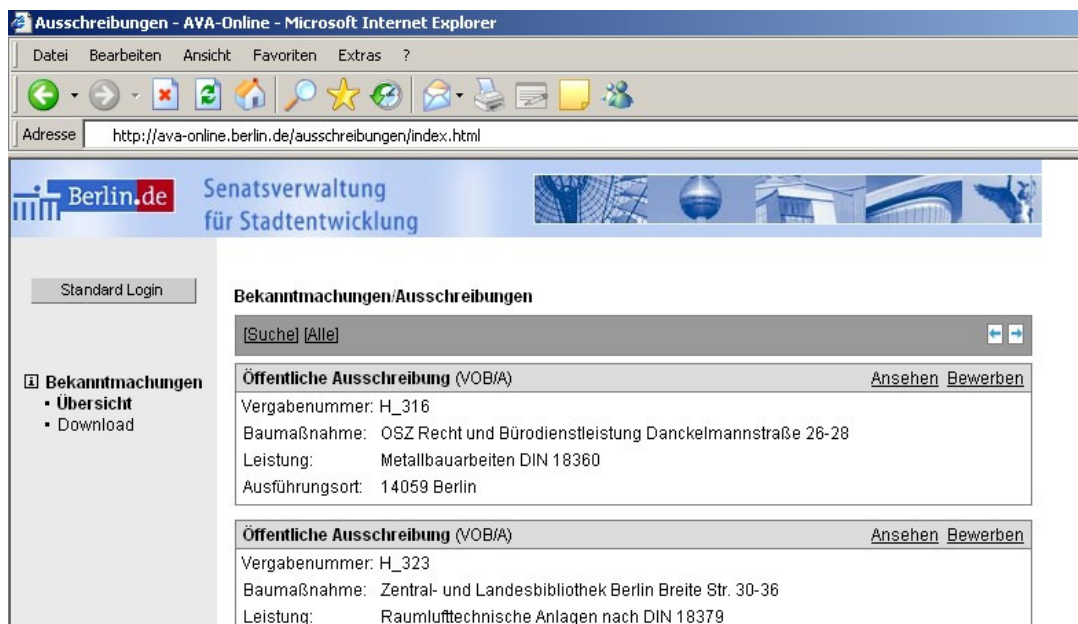 Ausschreibungen - AVA-Online - Microsoft Internet Explorer
Datei Bearbeiten Ansicht Favoriten Extras ?
Adresse http://ava-online.berlin.de/ausschreibungen/index.html
Berlin.de
Senatsverwaltung
für Stadtentwicklung
Standard Login
Bekanntmachungen
Übersicht
Download
Bekanntmachungen/Ausschreibungen
[Suche] [Alle]
Öffentliche Ausschreibung (VOB/A) Ansehen Bewerben
Vergabenummer: H_316
Baumaßnahme: OSZ Recht und Bürodienstleistung Danckelmannstraße 26-28
Leistung: Metallbauarbeiten DIN 18360
Ausführungsort: 14059 Berlin
Öffentliche Ausschreibung (VOB/A) Ansehen Bewerben
Vergabenummer: H_323
Baumaßnahme: Zentral- und Landesbibliothek Berlin Breite Str. 30-36
Leistung: Raumlufttechnische Anlagen nach DIN 18379